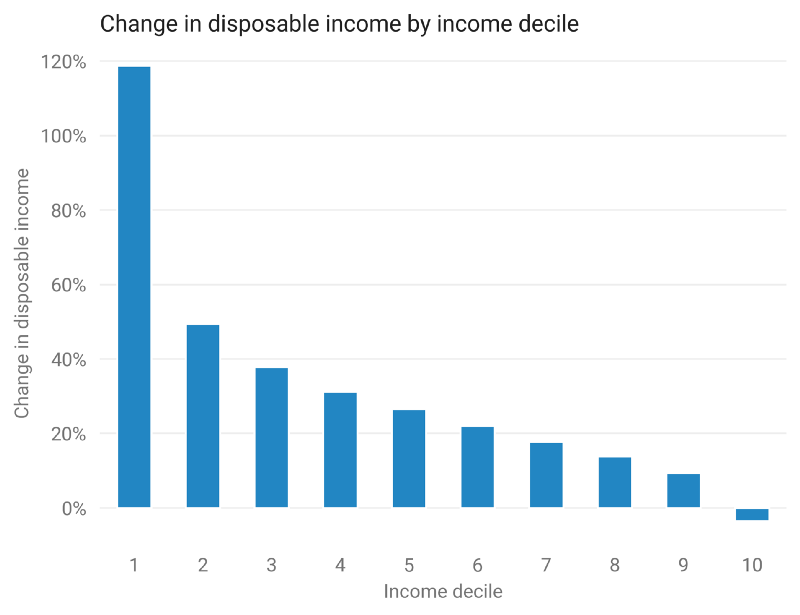 Change in disposable income by income decile
120%
100%
80%
60%
40%
20%
0%
Change in disposable income
1 2 3 4 5 6 7 8 9 10
Income decile